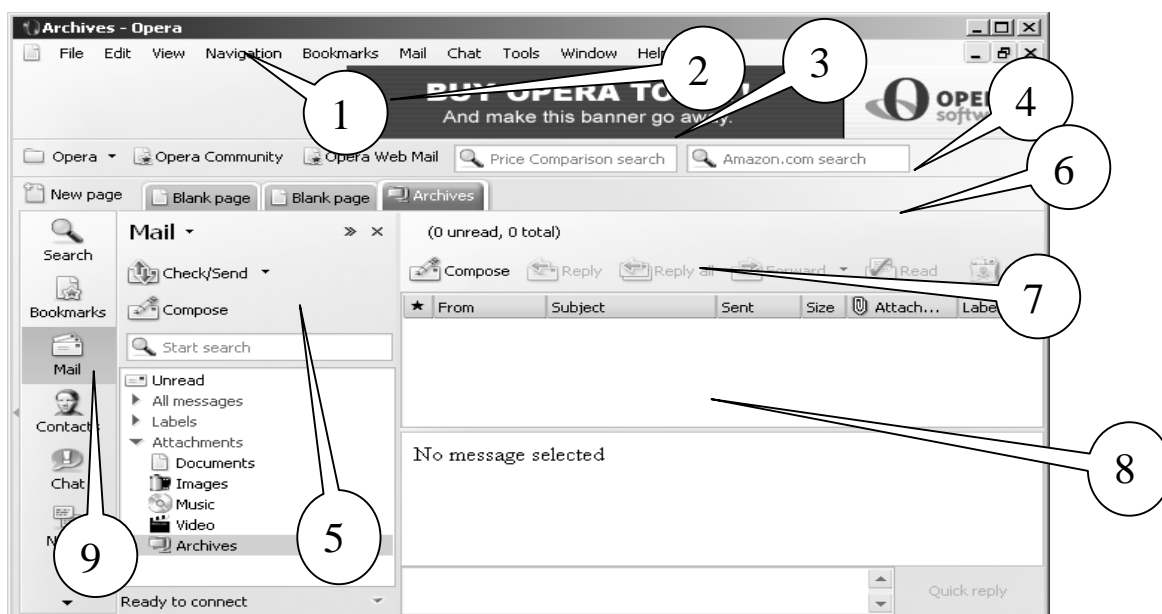 Archives - Opera
File Edit View Navigation Bookmarks Mail Chat Tools Window
BUY OPERA
And make this banner go away.
Opera Opera Community Opera Web Mail Price Comparison search Amazon.com search
New page Blank page Blank page Archives
Search
Bookmarks
Mail
Contacts
Chat
Mail
Check/Send
Compose
Start search
Unread
All messages
Labels
Attachments
Documents
Images
Music
Video
Archives
Ready to connect
(0 unread, 0 total)
Compose Reply Reply all Forward Read
From Subject Sent Size Attach...
No message selected
Quick reply
1
2
3
4
6
7
8
5
9